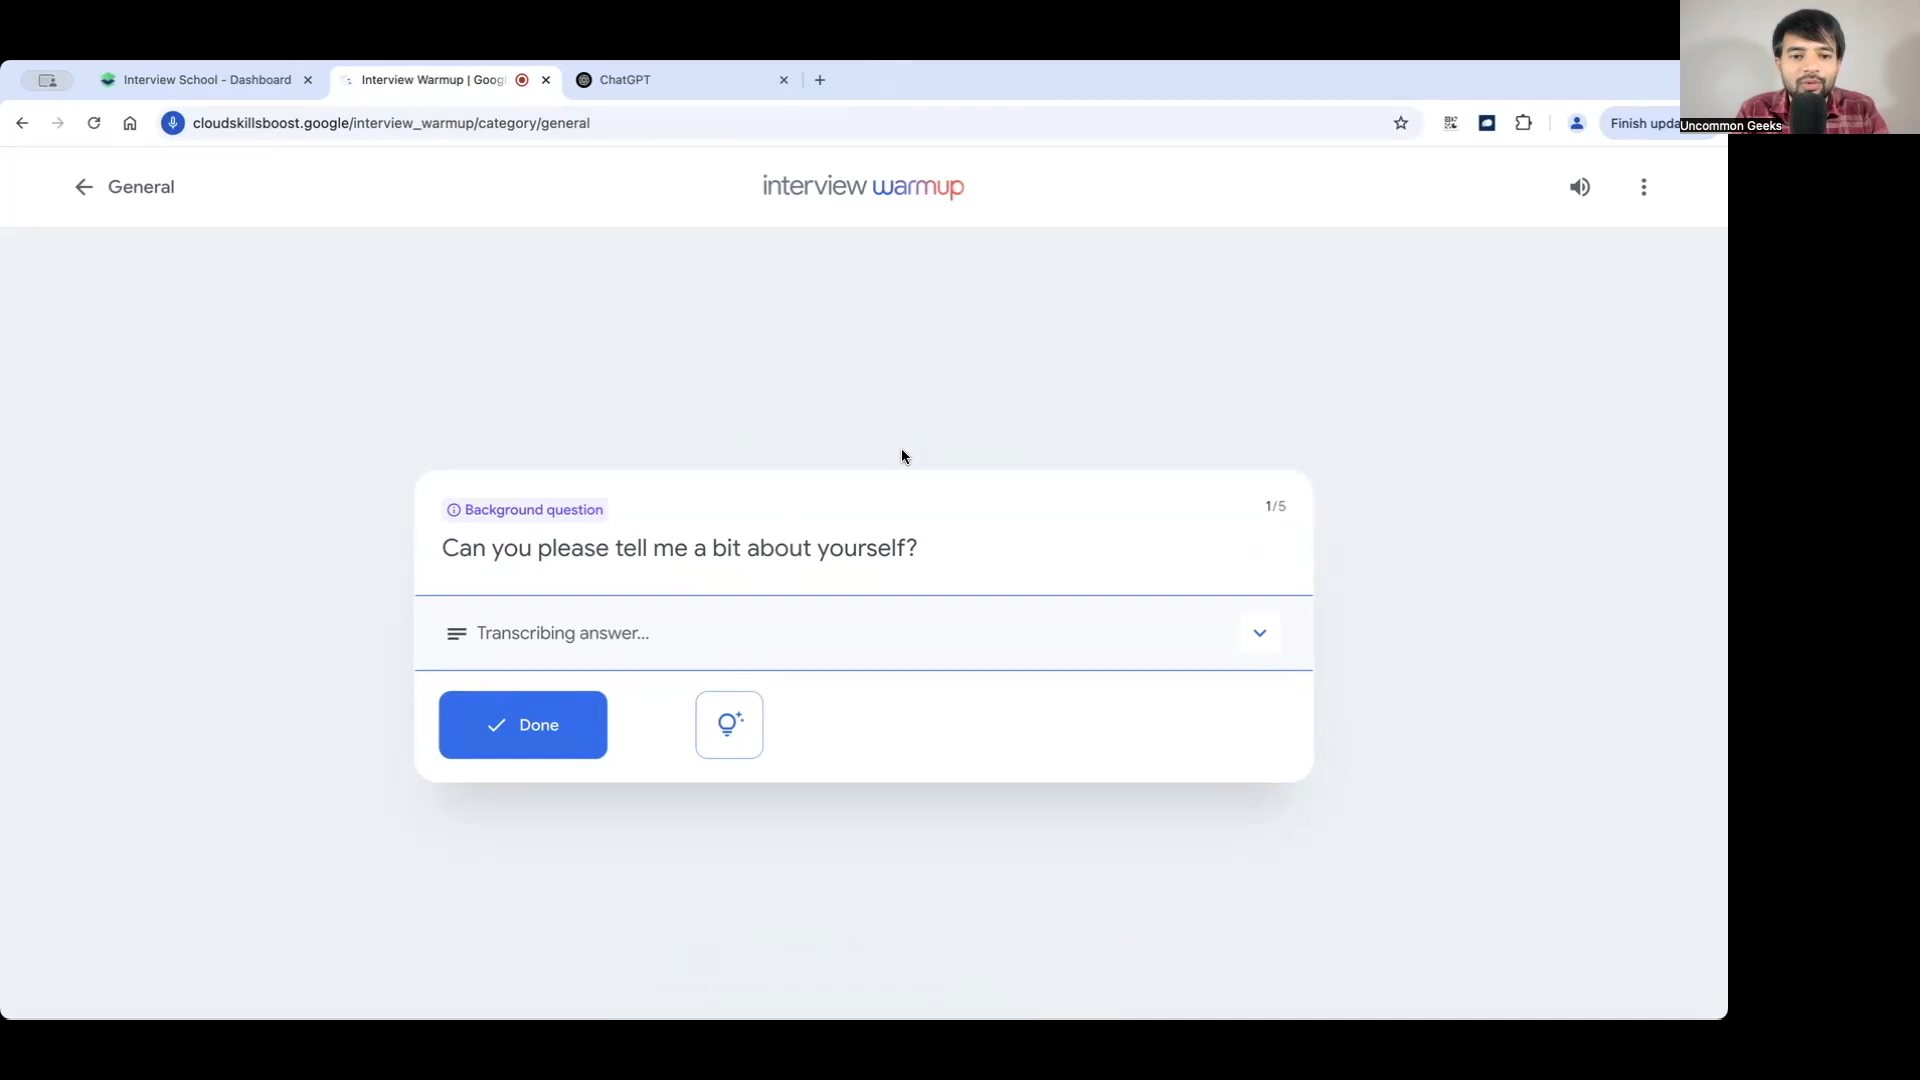 Interview School - Dashboard
Interview Warmup | Goog
ChatGPT
cloudskillsboost.google/interview_warmup/category/general
Finish upda
Uncommon Geeks
General
interview warmup
Background question
1/5
Can you please tell me a bit about yourself?
Transcribing answer...
Done